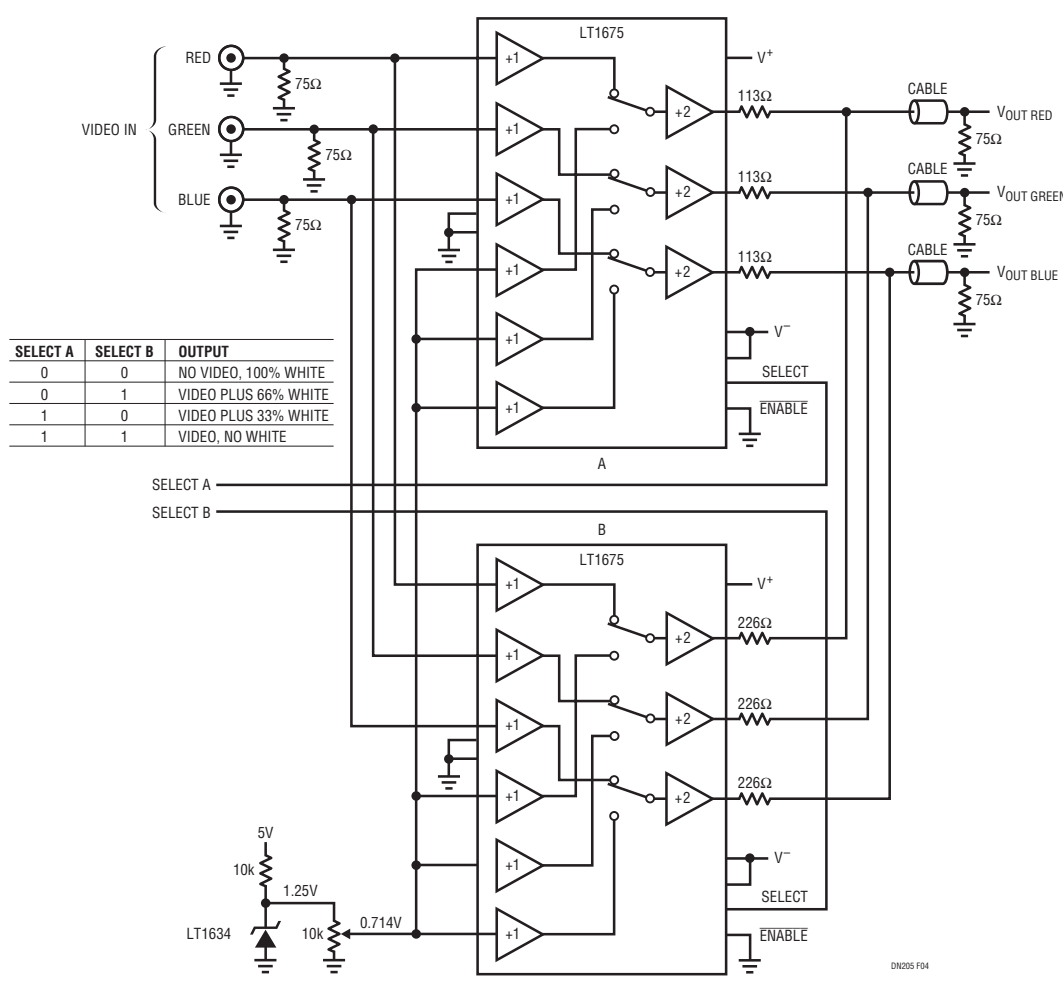 LT1675
RED
+1
V+
75Ω
CABLE
113Ω
+2
VOUT RED
VIDEO IN
GREEN
+1
75Ω
75Ω
CABLE
113Ω
+2
VOUT GREEN
BLUE
+1
75Ω
75Ω
CABLE
113Ω
+2
VOUT BLUE
+1
75Ω
+1
V−
SELECT A SELECT B OUTPUT
0 0 NO VIDEO, 100% WHITE
0 1 VIDEO PLUS 66% WHITE
1 0 VIDEO PLUS 33% WHITE
1 1 VIDEO, NO WHITE
SELECT
+1
ENABLE
A
SELECT A
SELECT B
B
LT1675
+1
V+
226Ω
+2
+1
226Ω
+2
+1
226Ω
+2
+1
5V
10k
1.25V
+1
V−
SELECT
LT1634
10k
0.714V
+1
ENABLE
DN205 F04